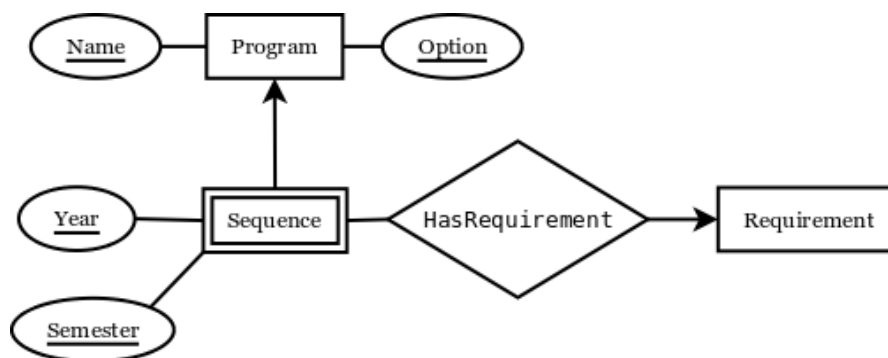 Name
Program
Option
Year
Sequence
HasRequirement
Requirement
Semester